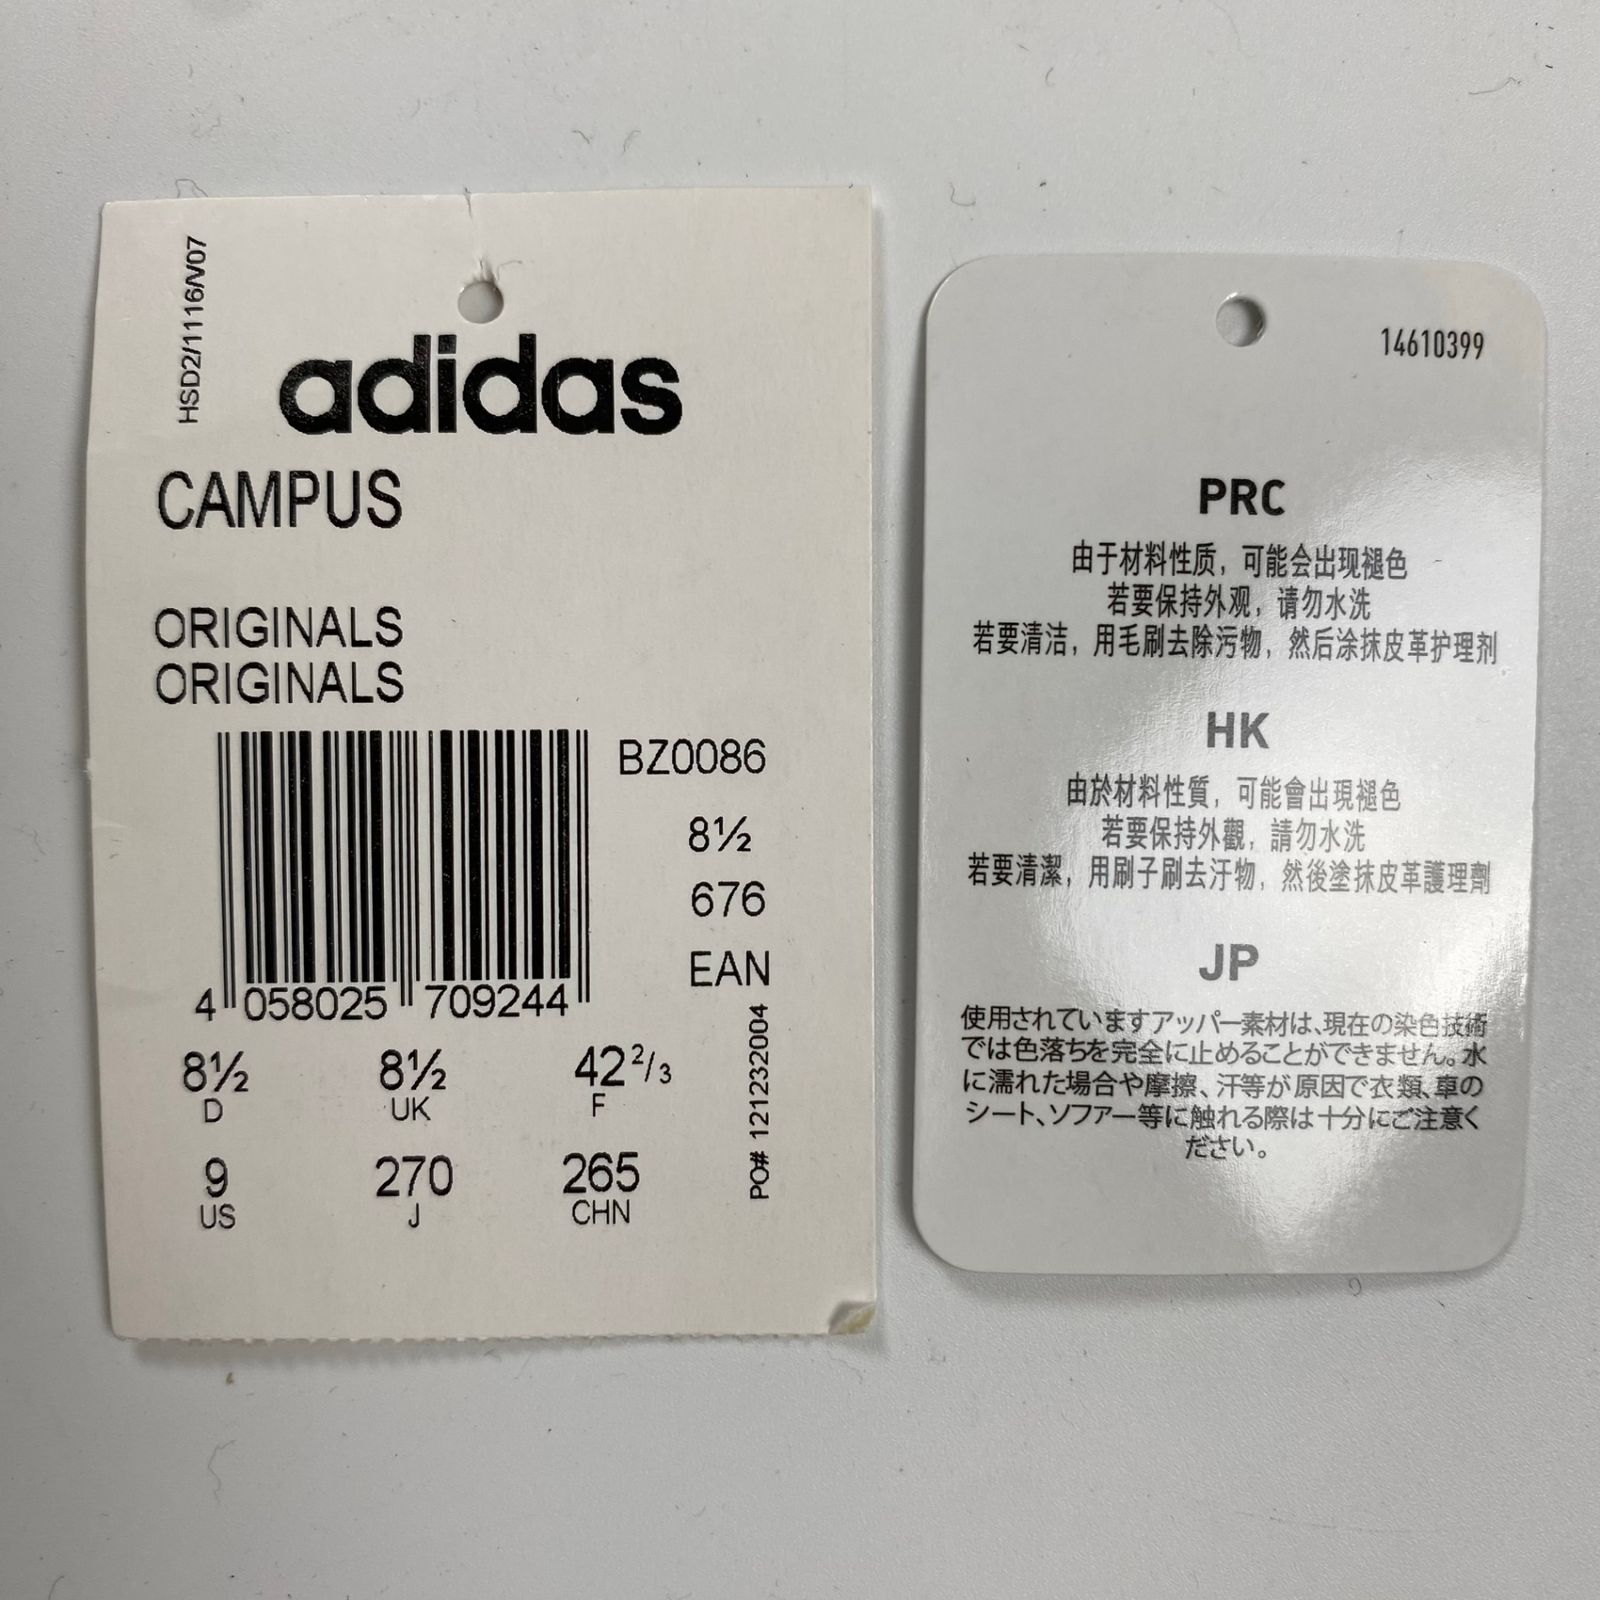 HSD2/1116/V07
adidas
CAMPUS
ORIGINALS
ORIGINALS
BZ0086
8½
676
EAN
4 058025 709244
8½ 8½ 42²/₃
D UK F
9 270 265
US J CHN
PO# 121232004
14610399
PRC
由于材料性质，可能会出现褪色
若要保持外观，请勿水洗
若要清洁，用毛刷去除污物，然后涂抹皮革护理剂
HK
由於材料性質，可能會出現褪色
若要保持外觀，請勿水洗
若要清潔，用刷子刷去汙物，然後塗抹皮革護理劑
JP
使用されていますアッパー素材は、現在の染色技術
では色落ちを完全に止めることができません。水
に濡れた場合や摩擦、汗等が原因で衣類、車の
シート、ソファー等に触れる際は十分にご注意く
ださい。